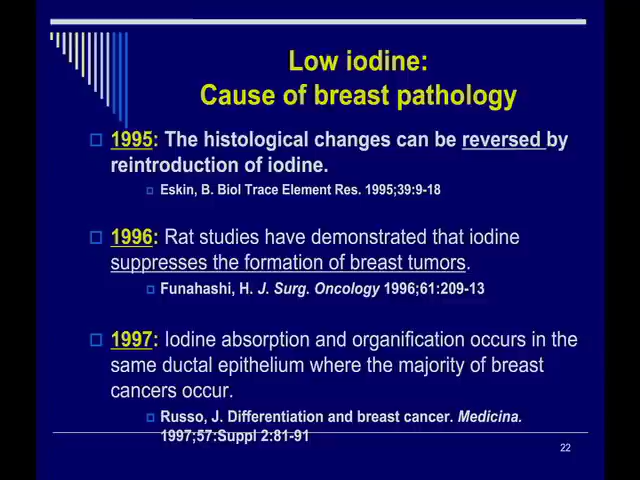 Low iodine:
Cause of breast pathology
1995: The histological changes can be reversed by
reintroduction of iodine.
Eskin, B. Biol Trace Element Res. 1995;39:9-18
1996: Rat studies have demonstrated that iodine
suppresses the formation of breast tumors.
Funahashi, H. J. Surg. Oncology 1996;61:209-13
1997: Iodine absorption and organification occurs in the
same ductal epithelium where the majority of breast
cancers occur.
Russo, J. Differentiation and breast cancer. Medicina.
1997;57:Suppl 2:81-91
22